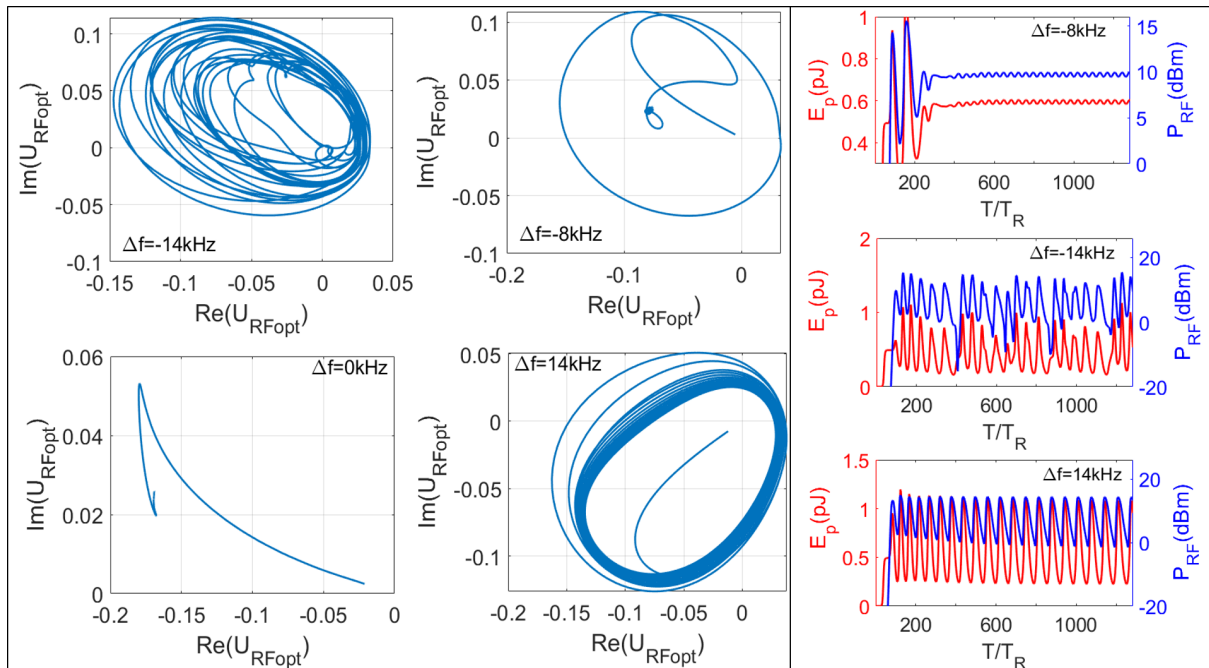 0.1
0.05
0
-0.05
-0.1
Im(U_RFopt)
Δf=-14kHz
-0.15
-0.1
-0.05
0
0.05
Re(U_RFopt)
0.1
0.05
0
-0.05
-0.1
Im(U_RFopt)
Δf=-8kHz
-0.2
-0.1
0
Re(U_RFopt)
0.06
0.04
0.02
0
Im(U_RFopt)
Δf=0kHz
-0.2
-0.15
-0.1
-0.05
0
Re(U_RFopt)
0.05
0
-0.05
-0.1
Im(U_RFopt)
Δf=14kHz
-0.2
-0.15
-0.1
-0.05
0
Re(U_RFopt)
1
0.8
0.6
0.4
E_p(pJ)
Δf=-8kHz
15
10
5
0
P_RF(dBm)
200
600
1000
T/T_R
2
1
0
E_p(pJ)
Δf=-14kHz
20
0
-20
P_RF(dBm)
200
600
1000
T/T_R
1.5
1
0.5
0
E_p(pJ)
Δf=14kHz
20
0
-20
P_RF(dBm)
200
600
1000
T/T_R